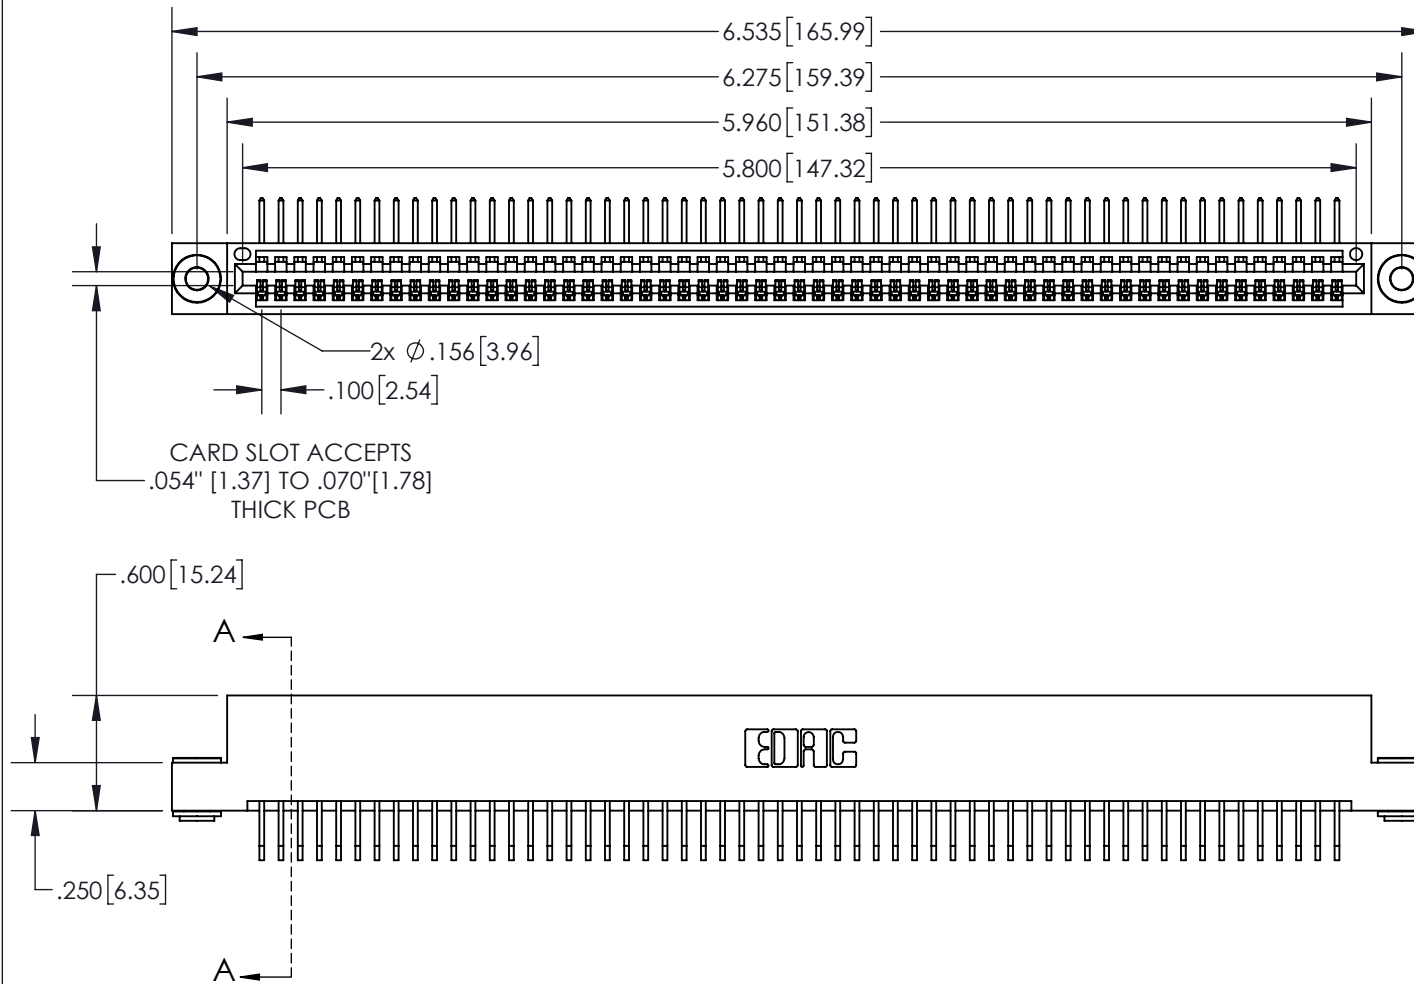 6.535[165.99]
6.275[159.39]
5.960[151.38]
5.800[147.32]
2x ⌀.156[3.96]
.100[2.54]
CARD SLOT ACCEPTS
.054" [1.37] TO .070"[1.78]
THICK PCB
.600[15.24]
A
EDAC
.250[6.35]
A